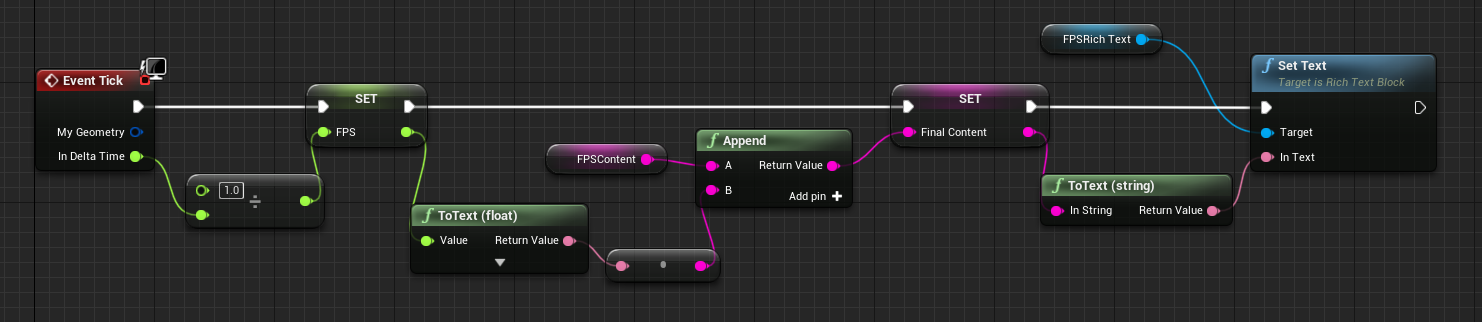 FPSRich Text
Set Text
Target is Rich Text Block
Event Tick
SET
SET
My Geometry
FPS
Final Content
Target
In Delta Time
FPSContent
Append
A
Return Value
B
Add pin
In Text
1.0
ToText (float)
Value
Return Value
ToText (string)
In String
Return Value